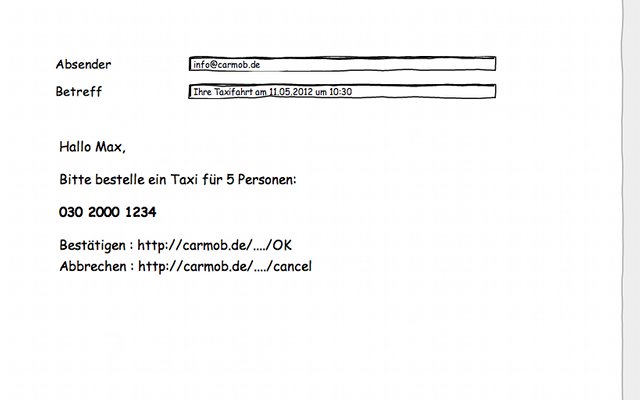 Absender info@carmob.de
Betreff Ihre Taxifahrt am 11.05.2012 um 10:30
Hallo Max,
Bitte bestelle ein Taxi für 5 Personen:
030 2000 1234
Bestätigen : http://carmob.de/..../OK
Abbrechen : http://carmob.de/..../cancel